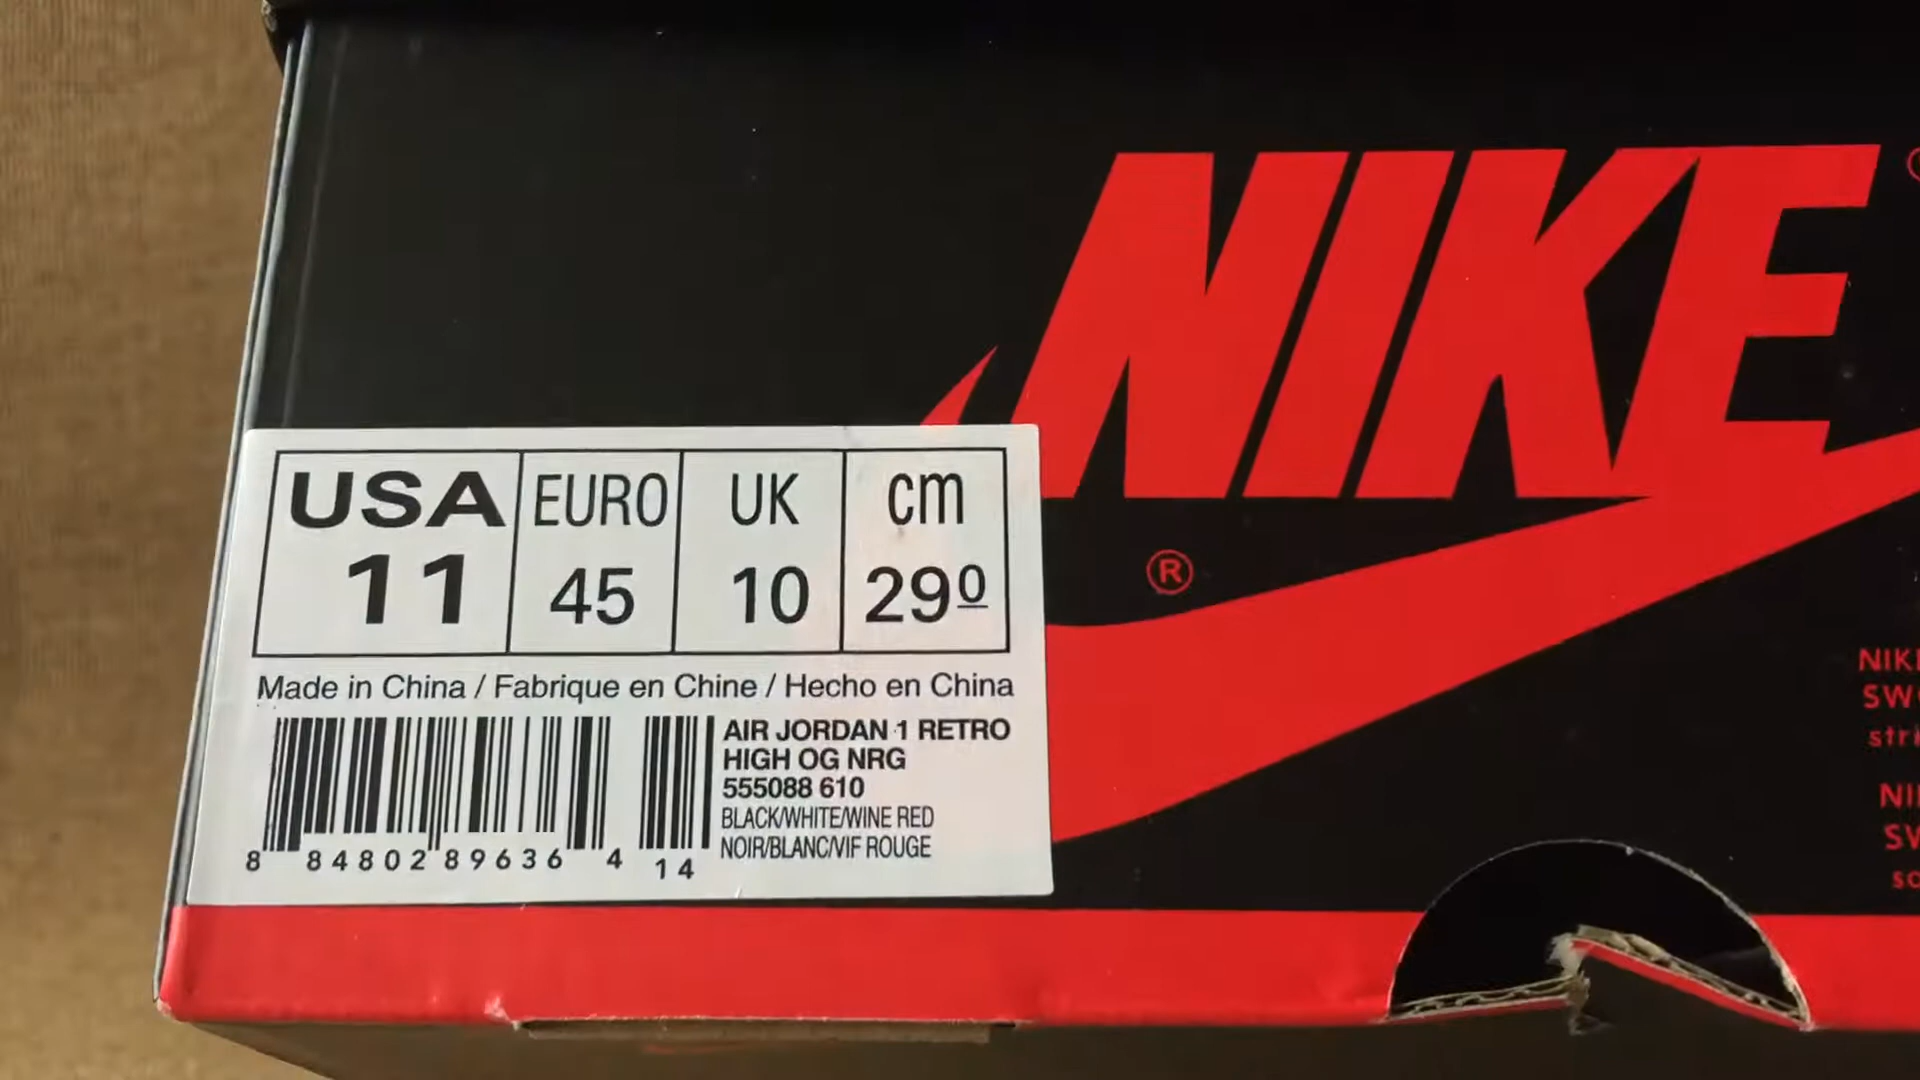 NIKE
®
USA EURO UK cm
11 45 10 290
Made in China / Fabrique en Chine / Hecho en China
AIR JORDAN 1 RETRO
HIGH OG NRG
555088 610
BLACK/WHITE/WINE RED
NOIR/BLANC/VIF ROUGE
8 84802 89636 4 14